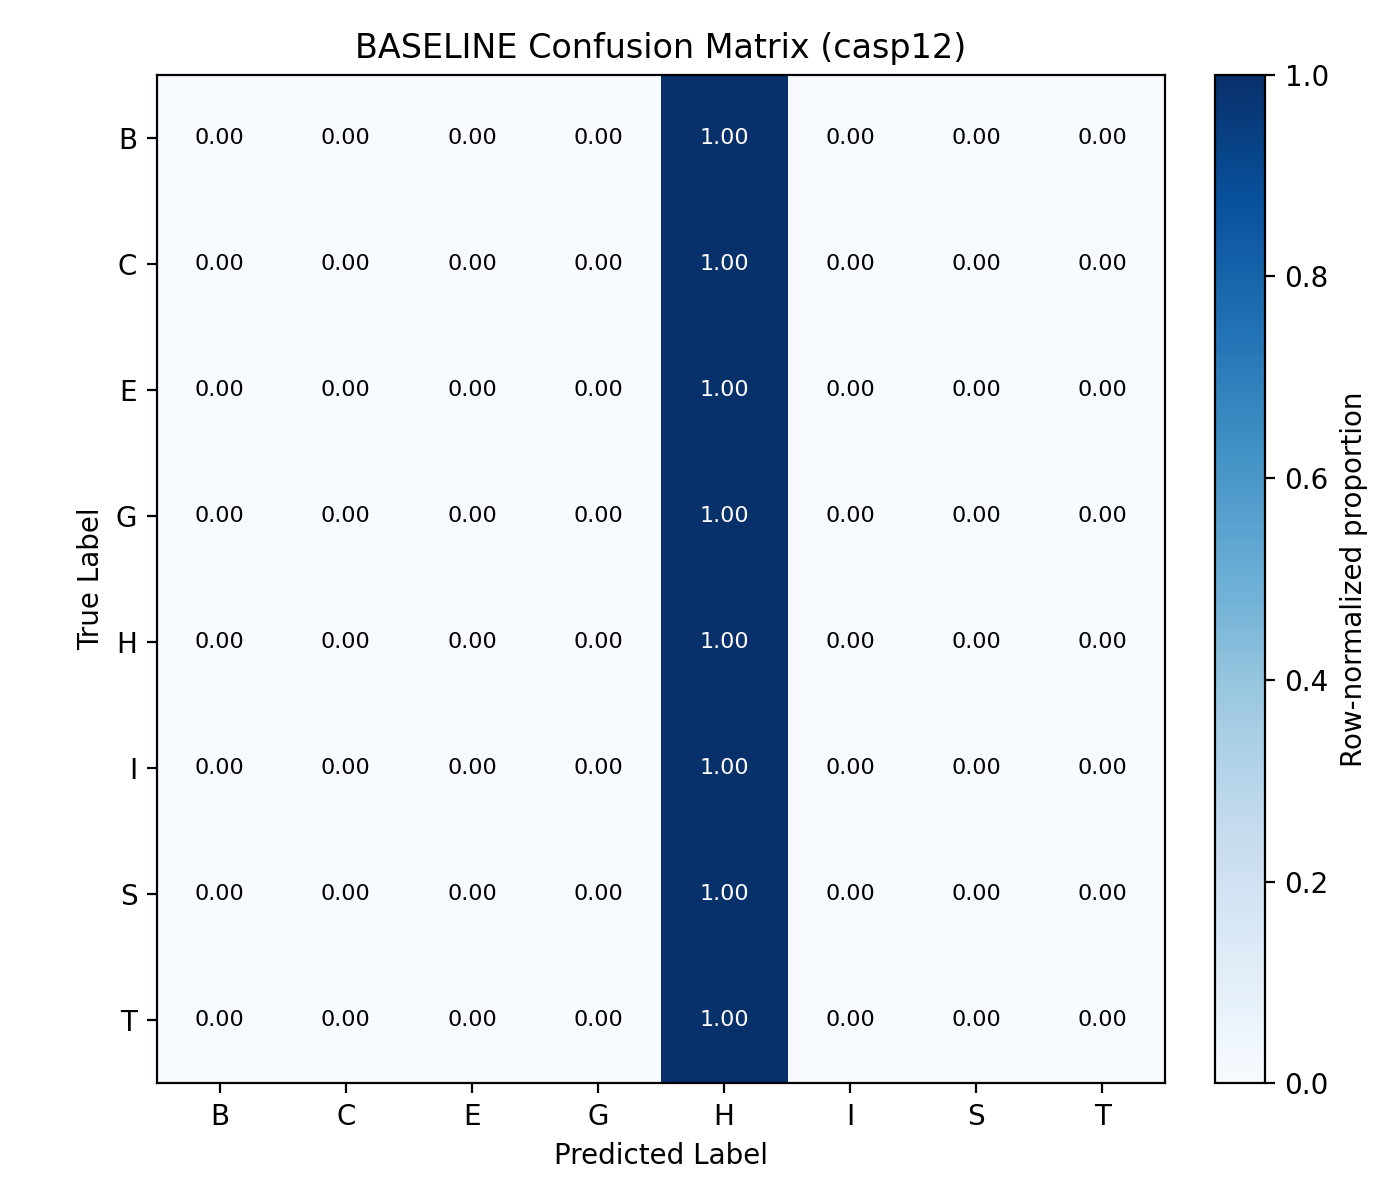 BASELINE Confusion Matrix (casp12)
B 0.00 0.00 0.00 0.00 1.00 0.00 0.00 0.00
C 0.00 0.00 0.00 0.00 1.00 0.00 0.00 0.00
E 0.00 0.00 0.00 0.00 1.00 0.00 0.00 0.00
G 0.00 0.00 0.00 0.00 1.00 0.00 0.00 0.00
H 0.00 0.00 0.00 0.00 1.00 0.00 0.00 0.00
I 0.00 0.00 0.00 0.00 1.00 0.00 0.00 0.00
S 0.00 0.00 0.00 0.00 1.00 0.00 0.00 0.00
T 0.00 0.00 0.00 0.00 1.00 0.00 0.00 0.00
B C E G H I S T
Predicted Label
True Label
1.0
0.8
0.6
0.4
0.2
0.0
Row-normalized proportion